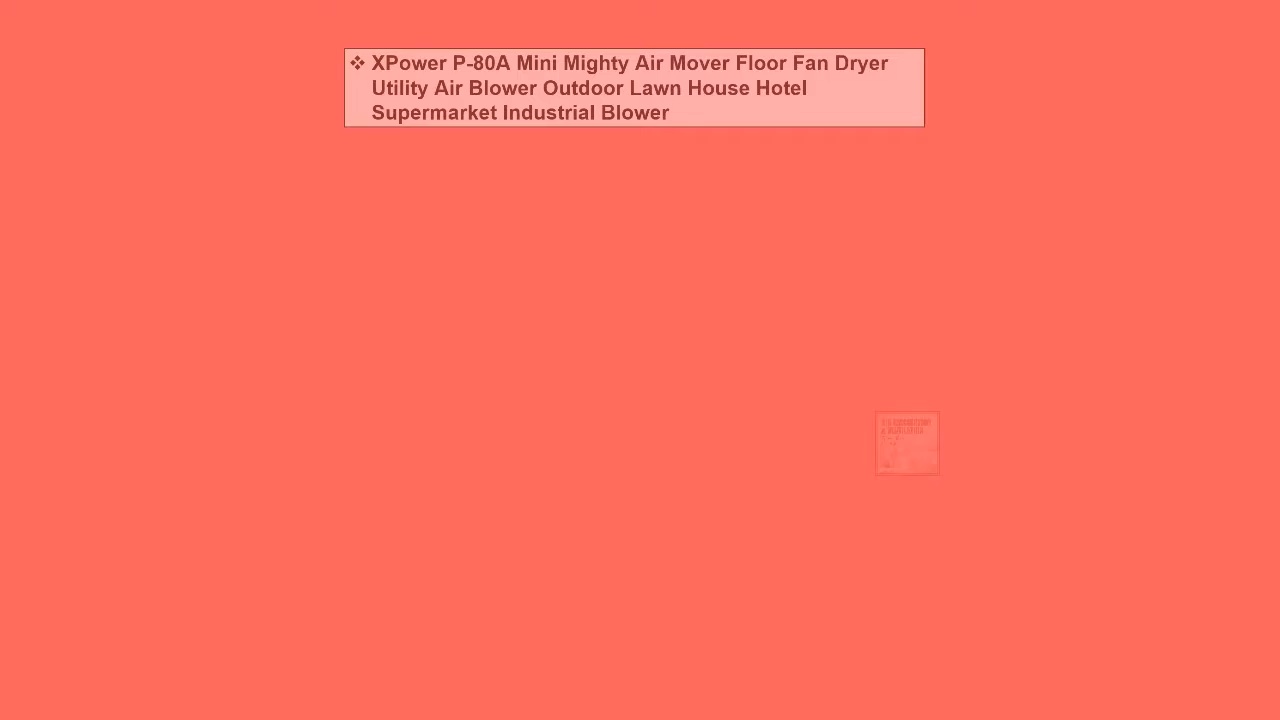 ❖ XPower P-80A Mini Mighty Air Mover Floor Fan Dryer
Utility Air Blower Outdoor Lawn House Hotel
Supermarket Industrial Blower